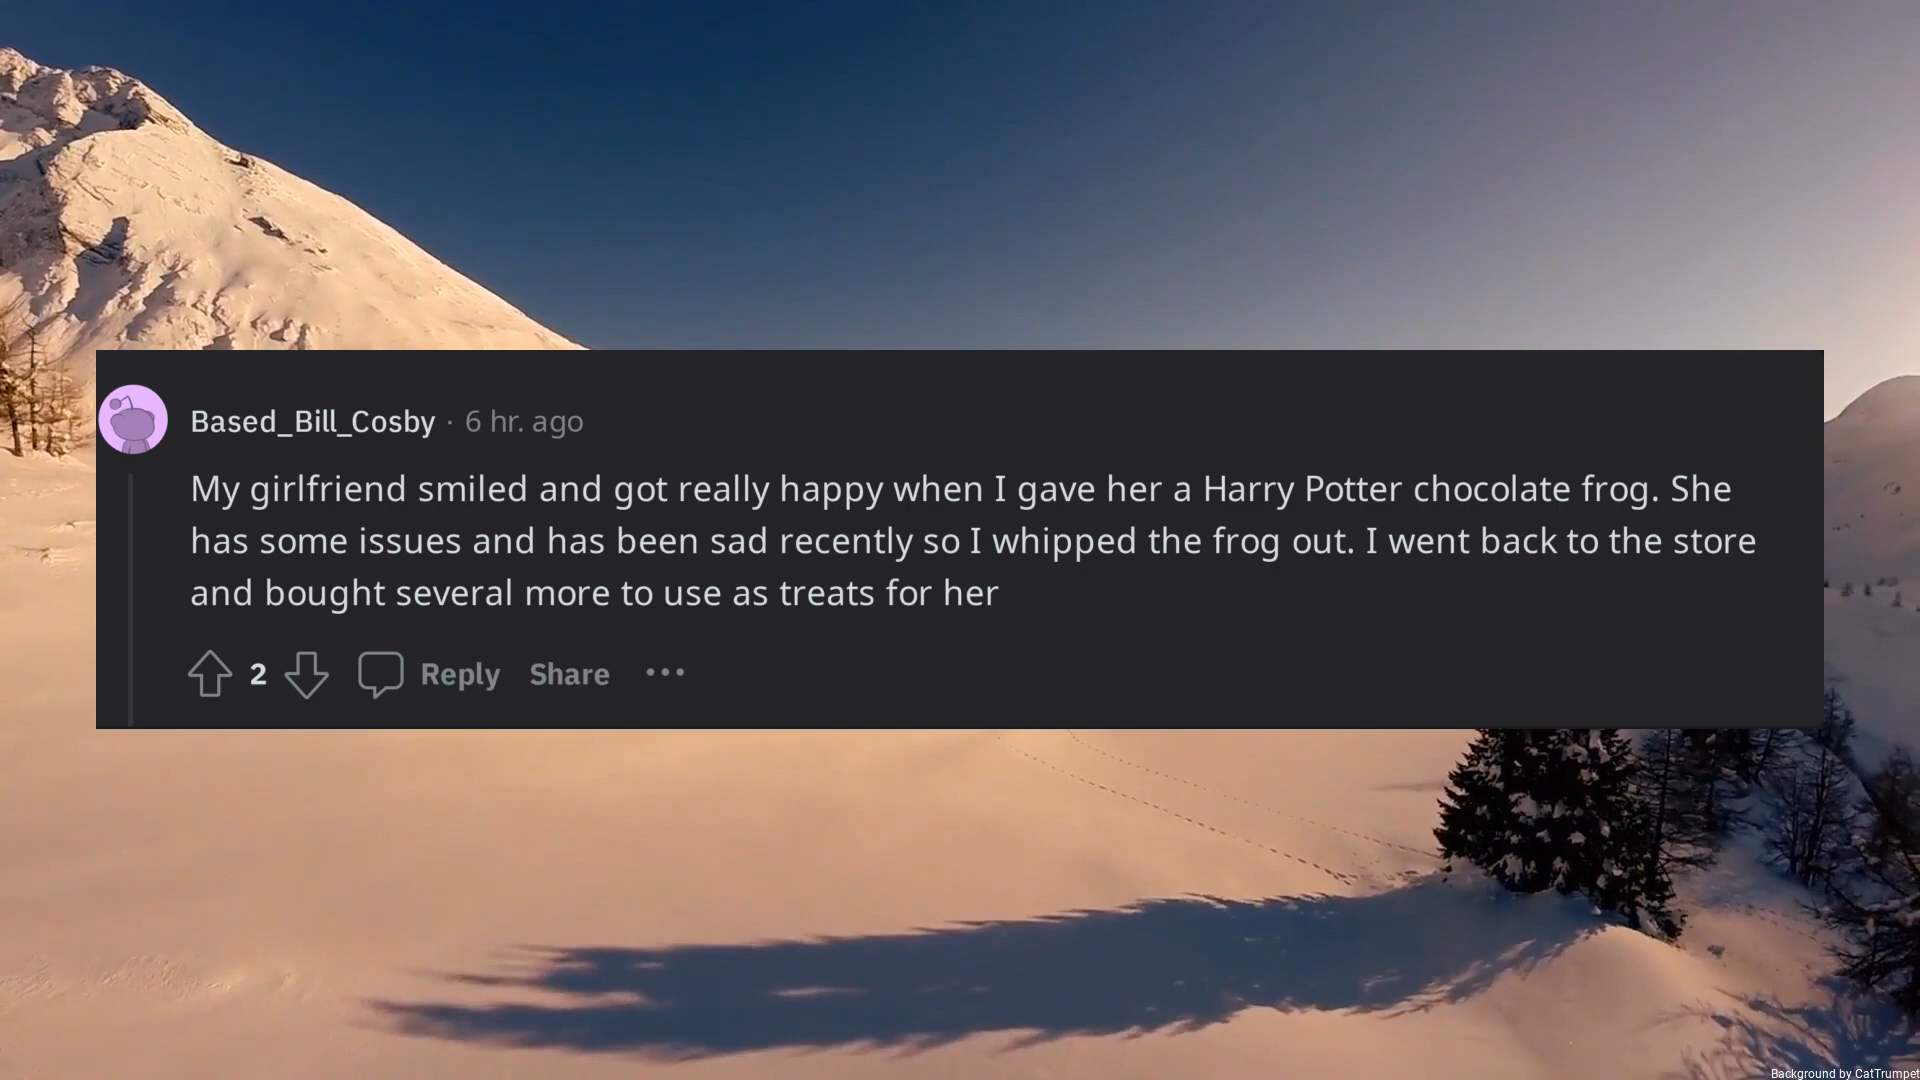 Based_Bill_Cosby · 6 hr. ago
My girlfriend smiled and got really happy when I gave her a Harry Potter chocolate frog. She
has some issues and has been sad recently so I whipped the frog out. I went back to the store
and bought several more to use as treats for her
2 Reply Share ···
Background by CatTrumpet